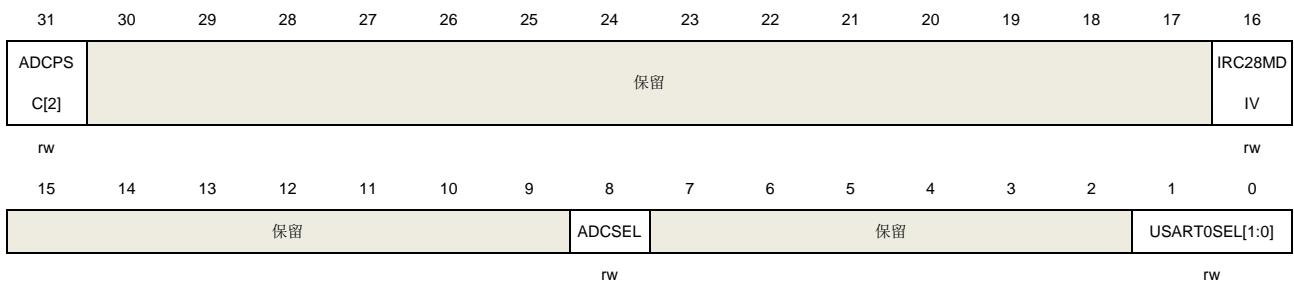 31 30 29 28 27 26 25 24 23 22 21 20 19 18 17 16
ADCPS
C[2]
保留
IRC28MD
IV
rw rw
15 14 13 12 11 10 9 8 7 6 5 4 3 2 1 0
保留 ADCSEL 保留 USART0SEL[1:0]
rw rw